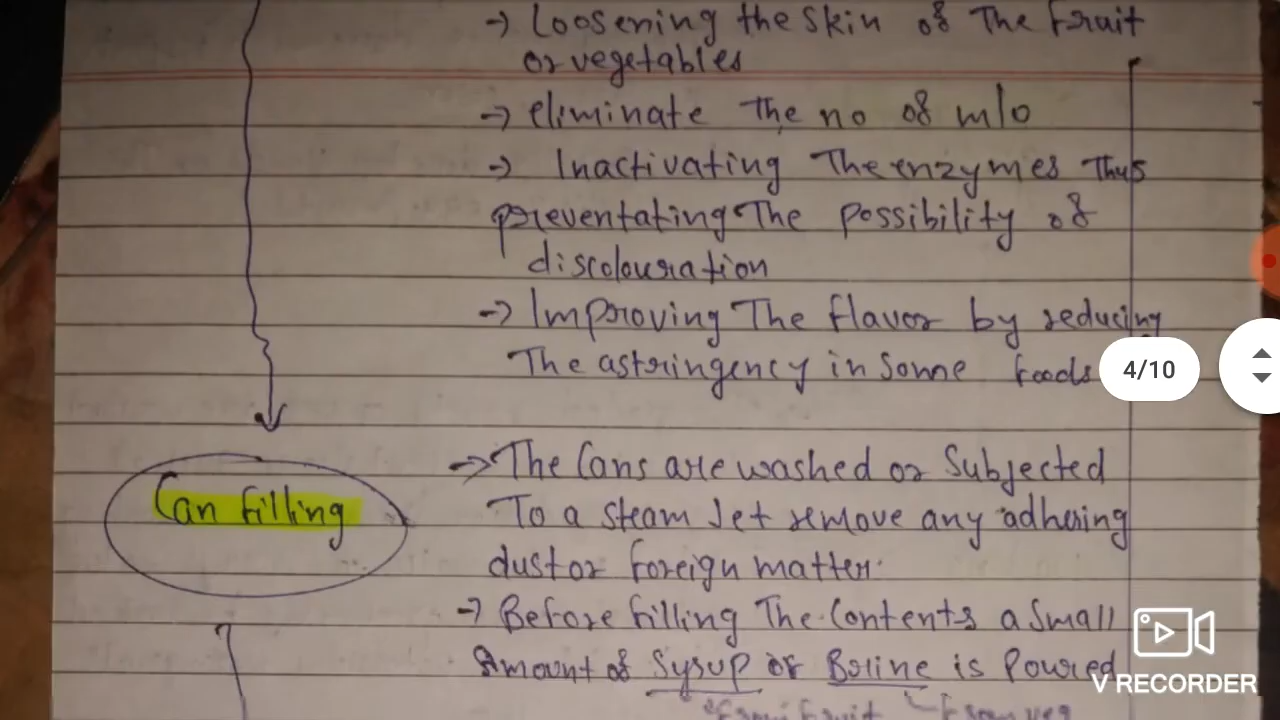 → Loosening the skin of The fruit
or vegetables
→ eliminate The no of m/o
→ Inactivating The enzymes Thus
preventating The possibility of
discolouration
→ Improving The flavor by reducing
The astringency in some foods
4/10
Can filling
→ The Cans are washed or Subjected
To a steam Jet remove any adhering
dust or foreign matter.
→ Before filling The Contents a small
Amount of Syrup or Brine is Poured
V RECORDER
fruit